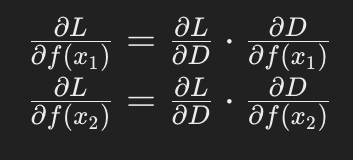 ∂L/∂f(x₁) = ∂L/∂D · ∂D/∂f(x₁)
∂L/∂f(x₂) = ∂L/∂D · ∂D/∂f(x₂)